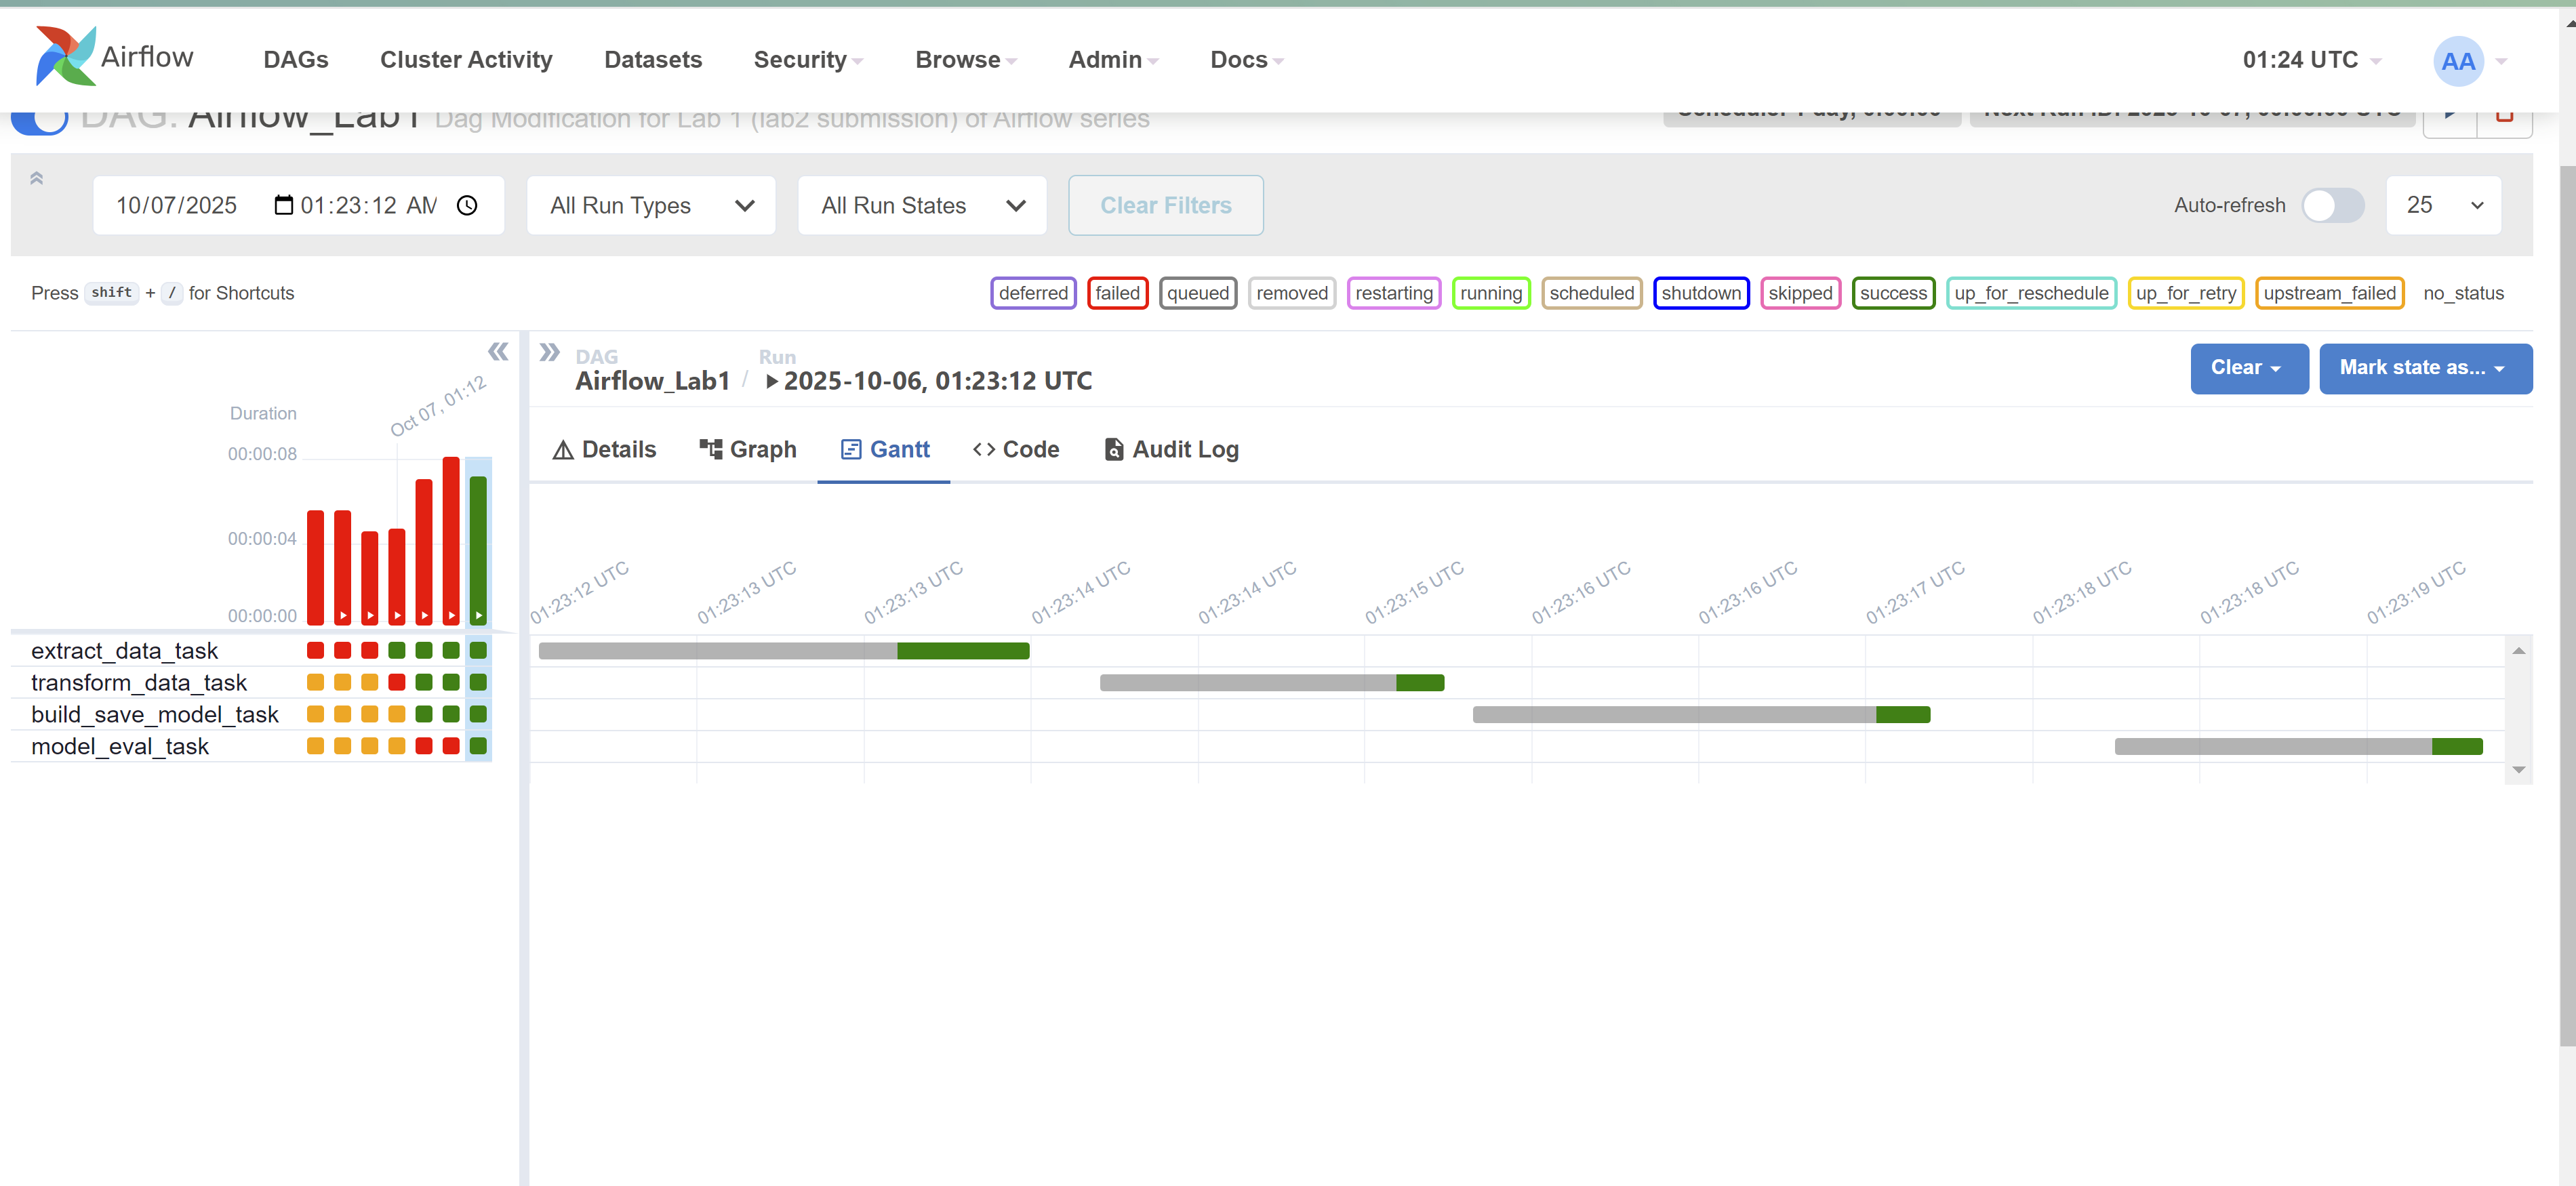 Airflow DAGs Cluster Activity Datasets Security Browse Admin Docs 01:24 UTC AA
DAG: Airflow_Lab1 Dag Modification for Lab 1 (lab2 submission) of Airflow series
10/07/2025 01:23:12 AM All Run Types All Run States Clear Filters Auto-refresh 25
Press shift + / for Shortcuts deferred failed queued removed restarting running scheduled shutdown skipped success up_for_reschedule up_for_retry upstream_failed no_status
DAG Run
Airflow_Lab1 / 2025-10-06, 01:23:12 UTC
Clear Mark state as...
Details Graph Gantt Code Audit Log
Oct 07, 01:12
Duration
00:00:08
00:00:04
00:00:00
01:23:12 UTC 01:23:13 UTC 01:23:13 UTC 01:23:14 UTC 01:23:14 UTC 01:23:15 UTC 01:23:16 UTC 01:23:16 UTC 01:23:17 UTC 01:23:18 UTC 01:23:18 UTC 01:23:19 UTC
extract_data_task
transform_data_task
build_save_model_task
model_eval_task